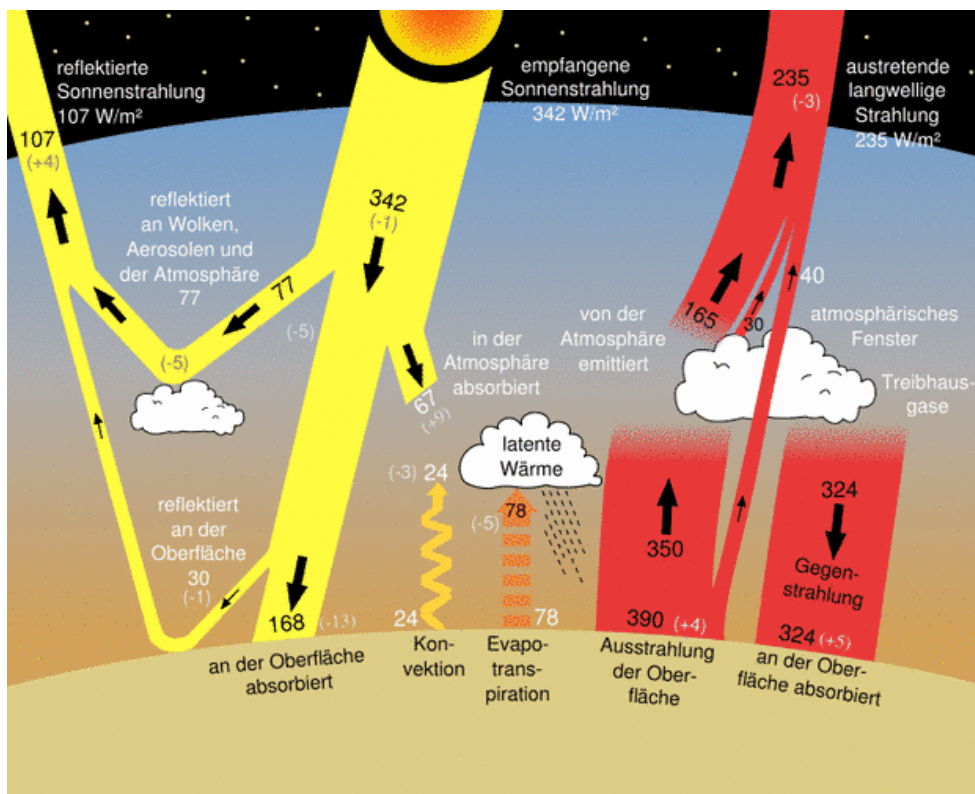 reflektierte
Sonnenstrahlung
107 W/m²
107
(+4)
empfangene
Sonnenstrahlung
342 W/m²
342
(-1)
235
(-3)
austretende
langwellige
Strahlung
235 W/m²
reflektiert
an Wolken,
Aerosolen und
der Atmosphäre
77
77
(-5)
(-5)
in der
Atmosphäre
absorbiert
67
(+9)
von der
Atmosphäre
emittiert
165
30
40
atmosphärisches
Fenster
Treibhaus-
gase
latente
Wärme
(-3) 24
78
(-5)
reflektiert
an der
Oberfläche
30
(-1)
350
324
Gegen-
strahlung
168 (-13)
24
78
390 (+4)
324 (+5)
an der Oberfläche
absorbiert
Kon-
vektion
Evapo-
trans-
piration
Ausstrahlung
der Ober-
fläche
an der Ober-
fläche absorbiert